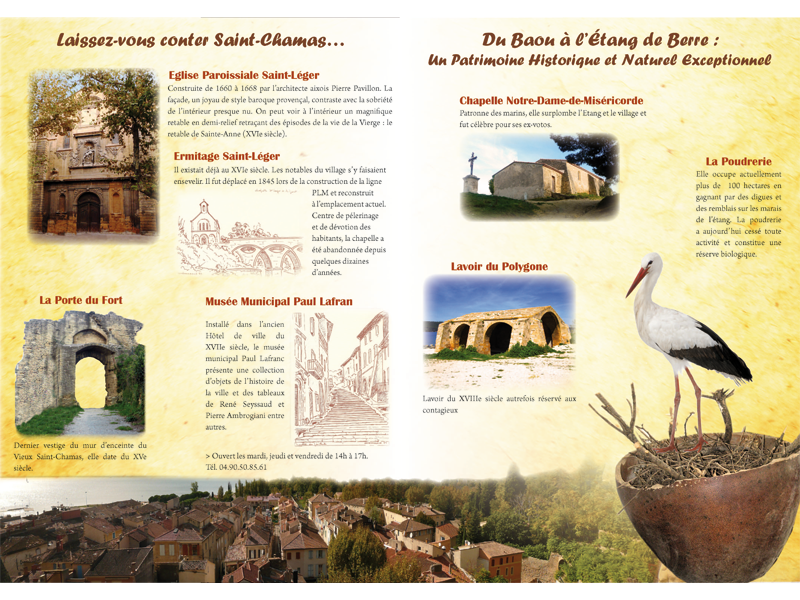 Laissez-vous conter Saint-Chamas…
Eglise Paroissiale Saint-Léger
Construite de 1660 à 1668 par l'architecte aixois Pierre Pavillon. La
façade, un joyau de style baroque provençal, contraste avec la sobriété
de l'intérieur presque nu. On peut voir à l'intérieur un magnifique
retable en demi-relief retraçant des épisodes de la vie de la Vierge : le
retable de Sainte-Anne (XVIe siècle).
Ermitage Saint-Léger
Il existait déjà au XVIe siècle. Les notables du village s'y faisaient
ensevelir. Il fut déplacé en 1845 lors de la construction de la ligne
PLM et reconstruit
à l'emplacement actuel.
Centre de pélerinage
et de dévotion des
habitants, la chapelle a
été abandonnée depuis
quelques dizaines
d'années.
La Porte du Fort
Dernier vestige du mur d'enceinte du
Vieux Saint-Chamas, elle date du XVe
siècle.
Musée Municipal Paul Lafran
Installé dans l'ancien
Hôtel de ville du
XVIIe siècle, le musée
municipal Paul Lafranc
présente une collection
d'objets de l'histoire de
la ville et des tableaux
de René Seyssaud et
Pierre Ambrogiani entre
autres.
> Ouvert les mardi, jeudi et vendredi de 14h à 17h.
Tél. 04.90.50.85.61
Du Baou à l'Étang de Berre :
Un Patrimoine Historique et Naturel Exceptionnel
Chapelle Notre-Dame-de-Miséricorde
Patronne des marins, elle surplombe l'Etang et le village et
fut célèbre pour ses ex-votos.
La Poudrerie
Elle occupe actuellement
plus de 100 hectares en
gagnant par des digues et
des remblais sur les marais
de l'étang. La poudrerie
a aujourd'hui cessé toute
activité et constitue une
réserve biologique.
Lavoir du Polygone
Lavoir du XVIIIe siècle autrefois réservé aux
contagieux